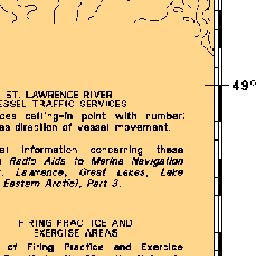 ST. LAWRENCE RIVER
ESSEL TRAFFIC SERVICES
ces calling-in point with number;
es direction of vessel movement.
49°
al information concerning these
Radio Aids to Marine Navigation
Lawrence, Great Lakes, Lake
Eastern Arctic), Part 3.
FIRING PRACTICE AND
EXERCISE AREAS
of Firing Practice and Exercise